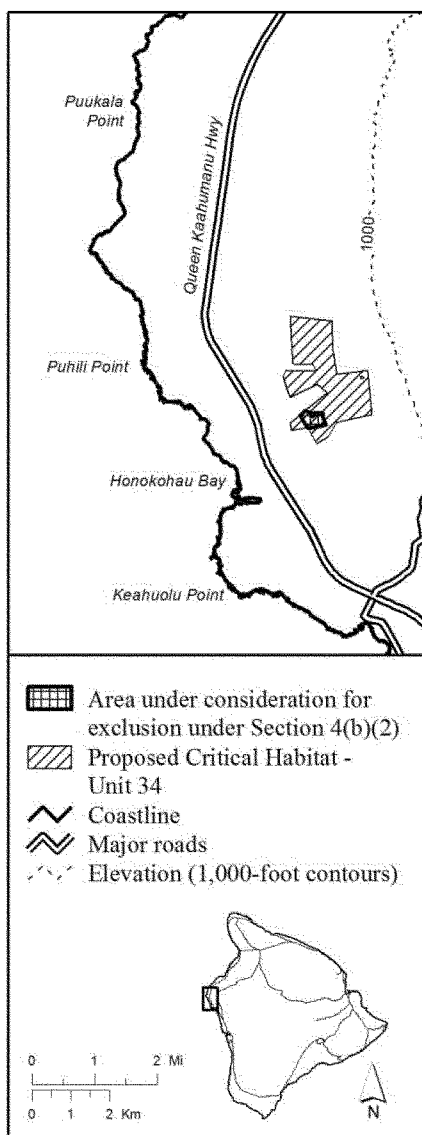 Puukala
Point
Queen Kaahumanu Hwy
1000
Puhili Point
Honokohau Bay
Keahuolu Point
Area under consideration for
exclusion under Section 4(b)(2)
Proposed Critical Habitat -
Unit 34
Coastline
Major roads
Elevation (1,000-foot contours)
0 1 2 Mi
0 1 2 Km
N